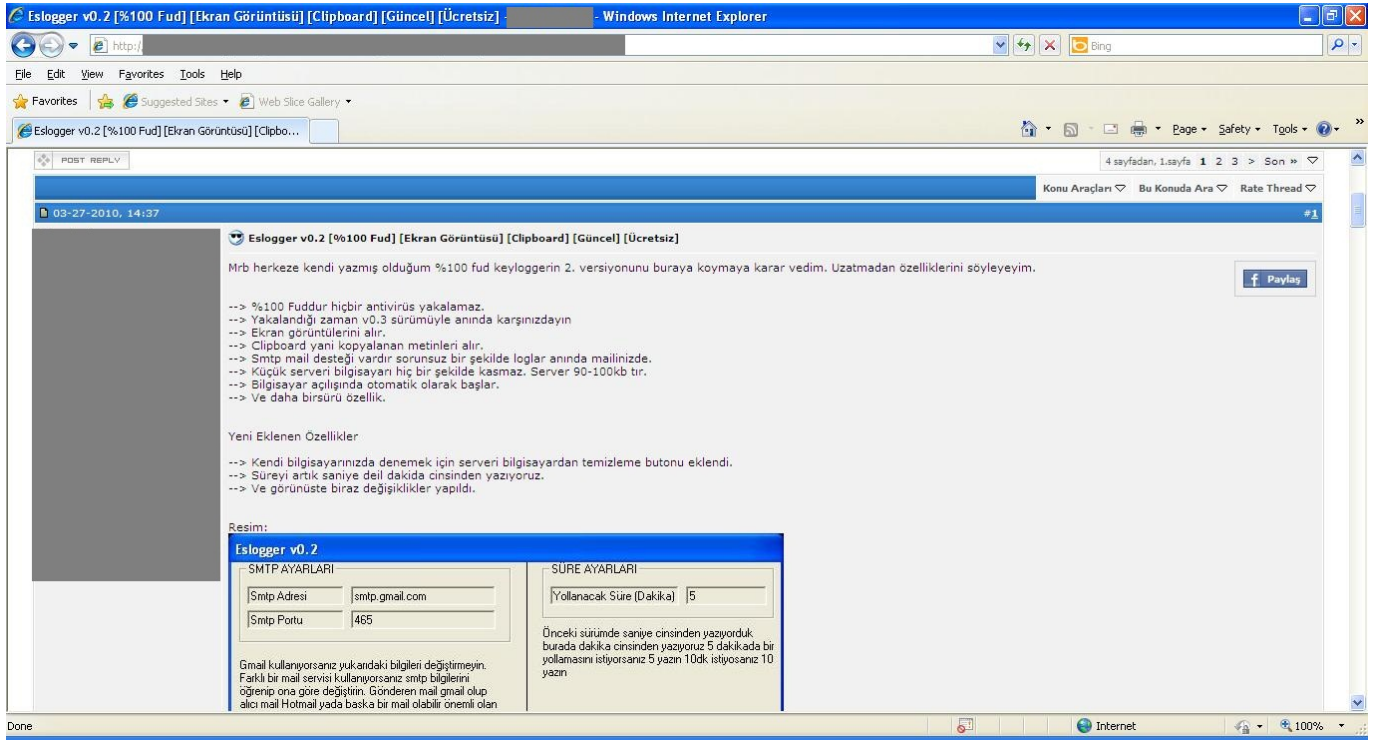 Eslogger v0.2 [%100 Fud] [Ekran Görüntüsü] [Clipboard] [Güncel] [Ücretsiz] - - Windows Internet Explorer
http:/
Bing
File Edit View Favorites Tools Help
Favorites Suggested Sites Web Slice Gallery
Eslogger v0.2 [%100 Fud] [Ekran Görüntüsü] [Clipbo...
Page Safety Tools »
POST REPLY
4 sayfadan, 1.sayfa 1 2 3 > Son »
Konu Araçları Bu Konuda Ara Rate Thread
03-27-2010, 14:37 #1
Eslogger v0.2 [%100 Fud] [Ekran Görüntüsü] [Clipboard] [Güncel] [Ücretsiz]
Mrb herkeze kendi yazmış olduğum %100 fud keyloggerin 2. versiyonunu buraya koymaya karar vedim. Uzatmadan özelliklerini söyleyeyim.
f Paylaş
--> %100 Fuddur hiçbir antivirüs yakalamaz.
--> Yakalandığı zaman v0.3 sürümüyle anında karşınızdayın
--> Ekran görüntülerini alır.
--> Clipboard yani kopyalanan metinleri alır.
--> Smtp mail desteği vardır sorunsuz bir şekilde loglar anında mailinizde.
--> Küçük serveri bilgisayarı hiç bir şekilde kasmaz. Server 90-100kb tır.
--> Bilgisayar açılışında otomatik olarak başlar.
--> Ve daha birsürü özellik.
Yeni Eklenen Özellikler
--> Kendi bilgisayarınızda denemek için serveri bilgisayardan temizleme butonu eklendi.
--> Süreyi artık saniye deil dakida cinsinden yazıyoruz.
--> Ve görünüste biraz değişiklikler yapıldı.
Resim:
Eslogger v0.2
SMTP AYARLARI
Smtp Adresi smtp.gmail.com
Smtp Portu 465
Gmail kullanıyorsanız yukarıdaki bilgileri değiştirmeyin.
Farklı bir mail servisi kullanıyorsanız smtp bilgilerini
öğrenip ona göre değiştirin. Gönderen mail gmail olup
alıcı mail Hotmail yada baska bir mail olabilir önemli olan
SÜRE AYARLARI
Yollanacak Süre (Dakika) 5
Önceki sürümde saniye cinsinden yazıyorduk
burada dakika cinsinden yazıyoruz 5 dakikada bir
yollamasını istiyorsanız 5 yazın 10dk istiyosanız 10
yazın
Done Internet 100%